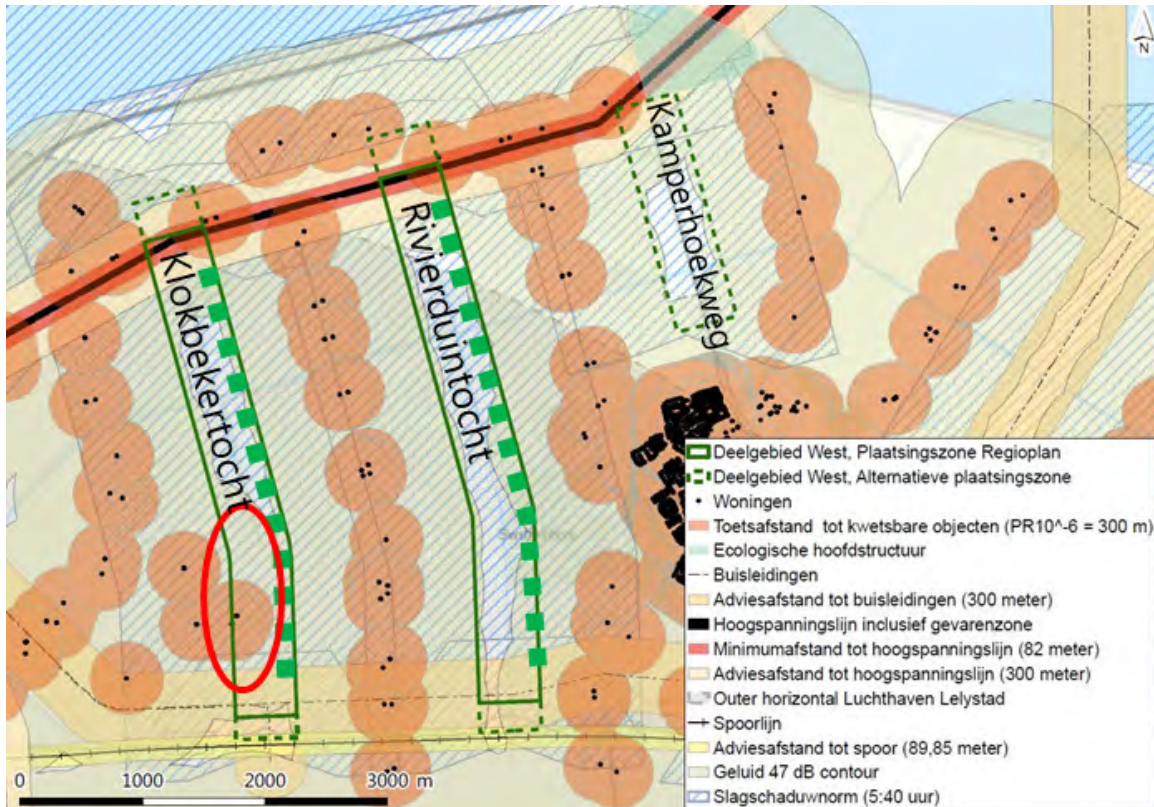 N
Kamperhoekweg
Rivierduintocht
Klokbekertocht
Deelgebied West, Plaatsingszone Regioplan
Deelgebied West, Alternatieve plaatsingszone
Woningen
Toetsafstand tot kwetsbare objecten (PR10^-6 = 300 m)
Ecologische hoofdstructuur
Buisleidingen
Adviesafstand tot buisleidingen (300 meter)
Hoogspanningslijn inclusief gevarenzone
Minimumafstand tot hoogspanningslijn (82 meter)
Adviesafstand tot hoogspanningslijn (300 meter)
Outer horizontal Luchthaven Lelystad
Spoorlijn
Adviesafstand tot spoor (89,85 meter)
Geluid 47 dB contour
Slagschaduwnorm (5:40 uur)
0 1000 2000 3000 m